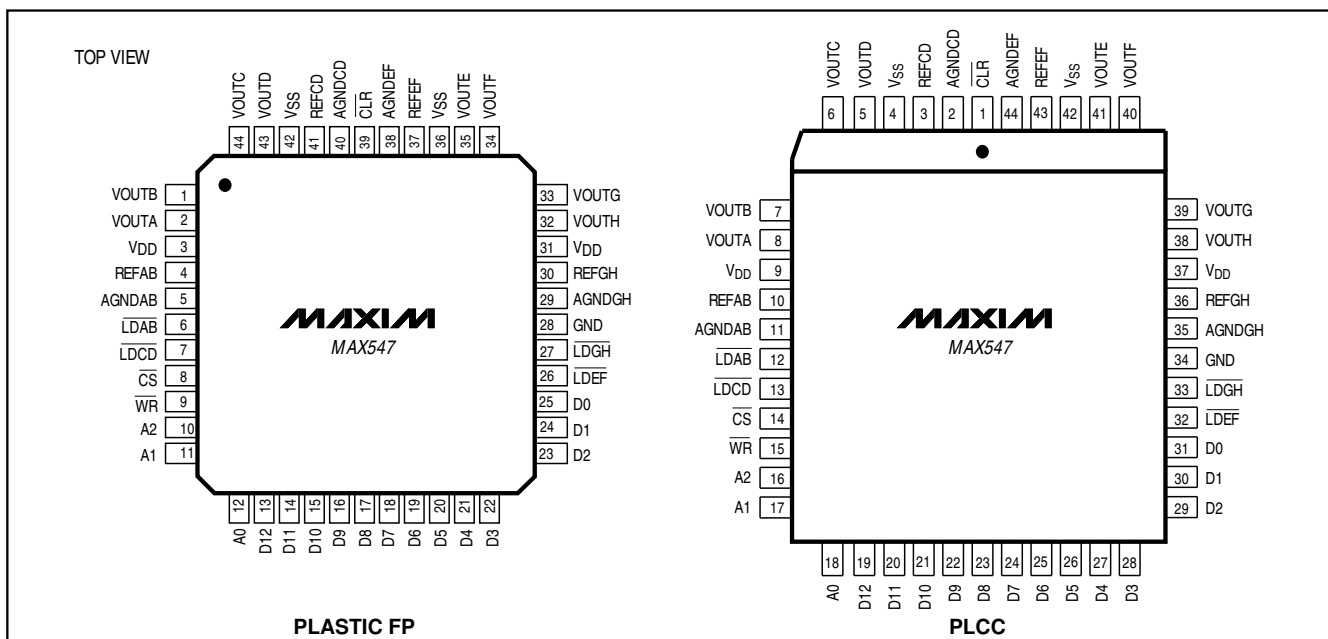 TOP VIEW
VOUTC VOUTD VSS REFCD AGNDCD CLR AGNDEF REFEF VSS VOUTE VOUTF
44 43 42 41 40 39 38 37 36 35 34
VOUTB 1
VOUTA 2
VDD 3
REFAB 4
AGNDAB 5
LDAB 6
LDCD 7
CS 8
WR 9
A2 10
A1 11
33 VOUTG
32 VOUTH
31 VDD
30 REFGH
29 AGNDGH
28 GND
27 LDGH
26 LDEF
25 D0
24 D1
23 D2
MAXIM
MAX547
12 13 14 15 16 17 18 19 20 21 22
A0 D12 D11 D10 D9 D8 D7 D6 D5 D4 D3
PLASTIC FP
VOUTC VOUTD VSS REFCD AGNDCD CLR AGNDEF REFEF VSS VOUTE VOUTF
6 5 4 3 2 1 44 43 42 41 40
VOUTB 7
VOUTA 8
VDD 9
REFAB 10
AGNDAB 11
LDAB 12
LDCD 13
CS 14
WR 15
A2 16
A1 17
39 VOUTG
38 VOUTH
37 VDD
36 REFGH
35 AGNDGH
34 GND
33 LDGH
32 LDEF
31 D0
30 D1
29 D2
MAXIM
MAX547
18 19 20 21 22 23 24 25 26 27 28
A0 D12 D11 D10 D9 D8 D7 D6 D5 D4 D3
PLCC